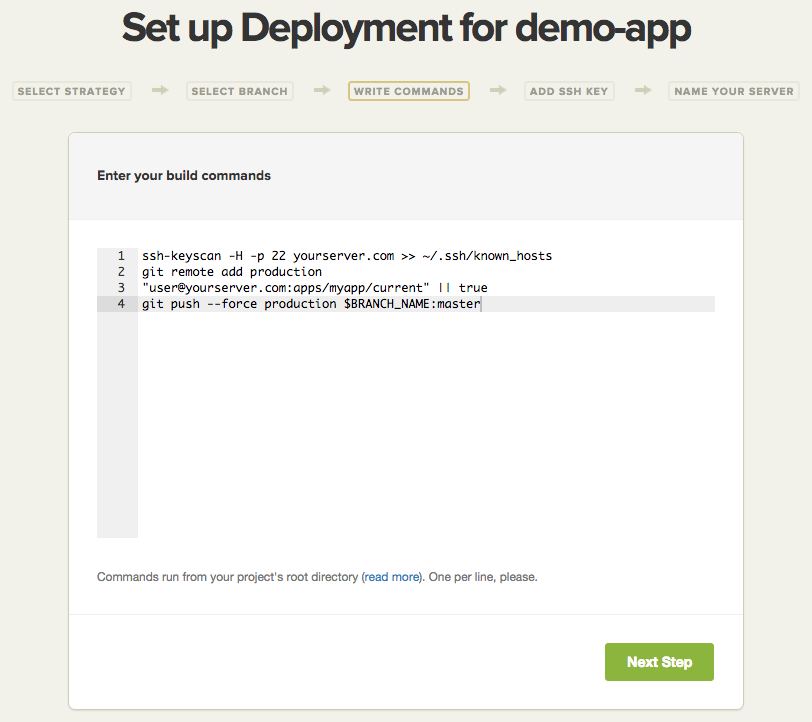 Set up Deployment for demo-app
SELECT STRATEGY
SELECT BRANCH
WRITE COMMANDS
ADD SSH KEY
NAME YOUR SERVER
Enter your build commands
1 ssh-keyscan -H -p 22 yourserver.com >> ~/.ssh/known_hosts
2 git remote add production
3 "user@yourserver.com:apps/myapp/current" || true
4 git push --force production $BRANCH_NAME:master
Commands run from your project's root directory (read more). One per line, please.
Next Step